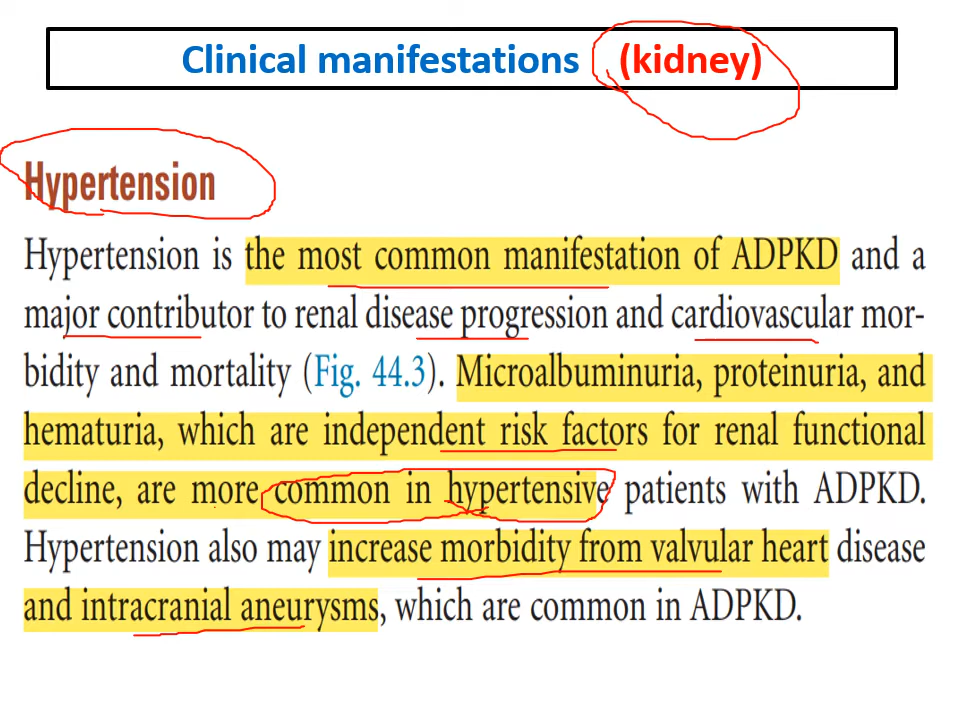 Clinical manifestations (kidney)
Hypertension
Hypertension is the most common manifestation of ADPKD and a
major contributor to renal disease progression and cardiovascular mor-
bidity and mortality (Fig. 44.3). Microalbuminuria, proteinuria, and
hematuria, which are independent risk factors for renal functional
decline, are more common in hypertensive patients with ADPKD.
Hypertension also may increase morbidity from valvular heart disease
and intracranial aneurysms, which are common in ADPKD.